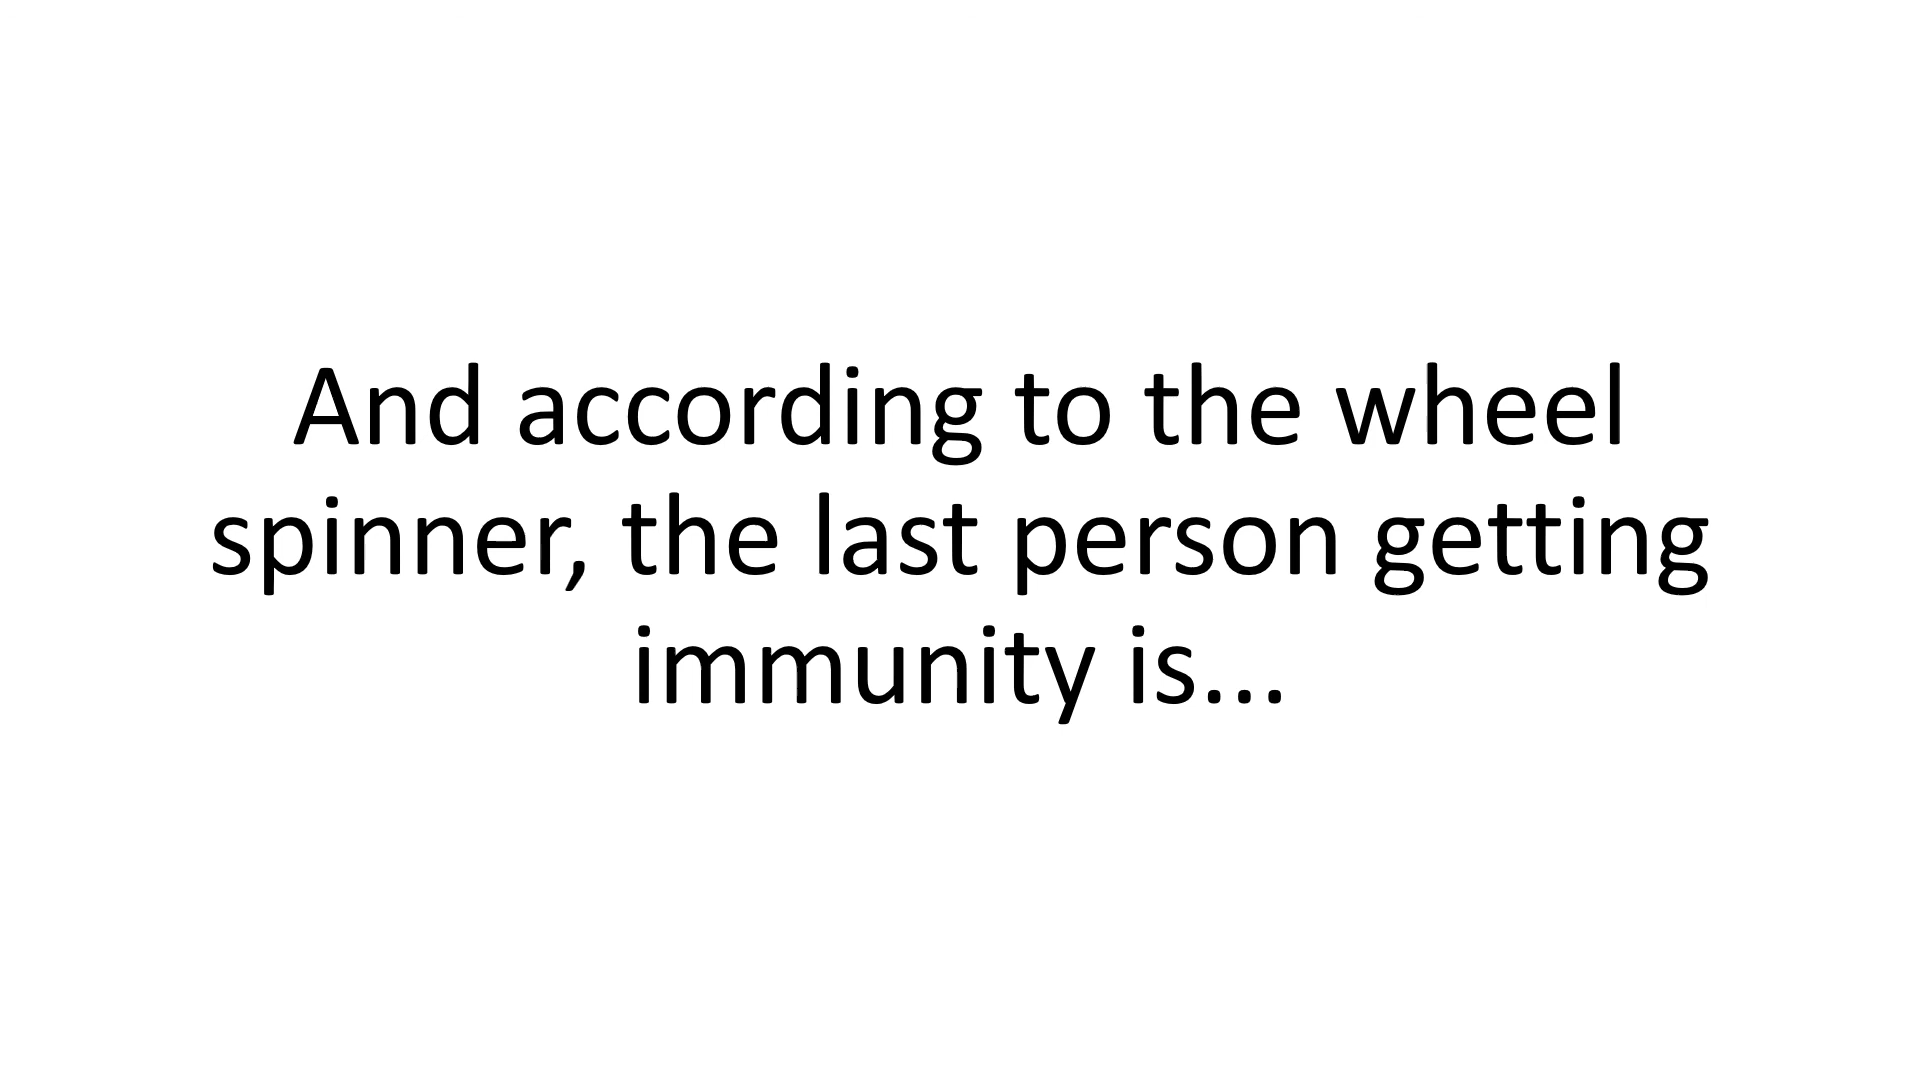 And according to the wheel
spinner, the last person getting
immunity is...